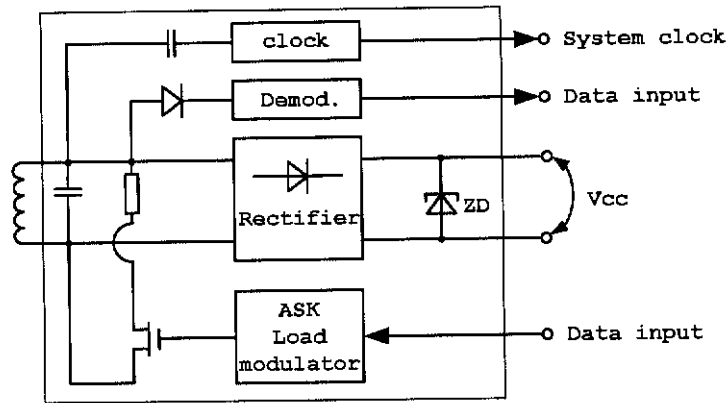 clock
System clock
Demod.
Data input
Rectifier
ZD
Vcc
ASK
Load
modulator
Data input